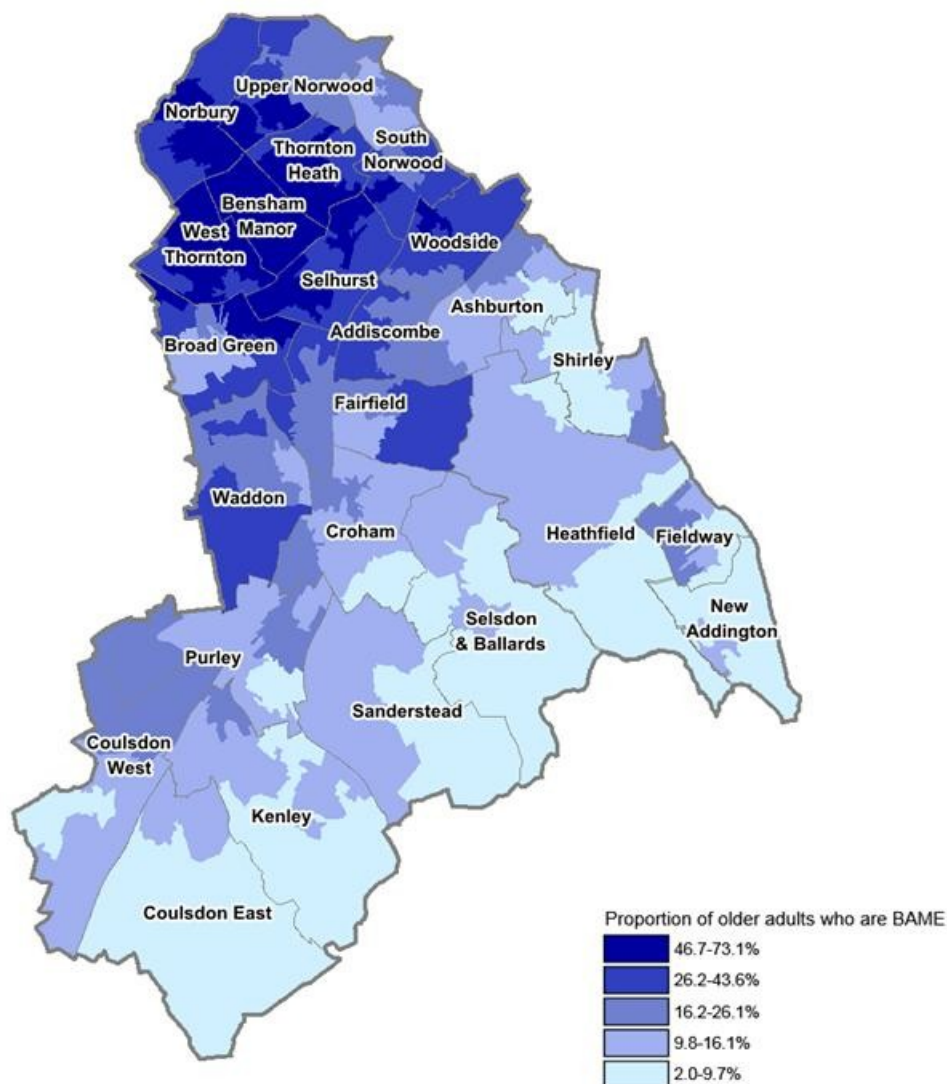 Upper Norwood
Norbury
South
Norwood
Thornton
Heath
Bensham
Manor
West
Thornton
Woodside
Selhurst
Ashburton
Addiscombe
Broad Green
Shirley
Fairfield
Waddon
Croham
Heathfield
Fieldway
New
Addington
Selsdon
& Ballards
Purley
Sanderstead
Coulsdon
West
Kenley
Coulsdon East
Proportion of older adults who are BAME
46.7-73.1%
26.2-43.6%
16.2-26.1%
9.8-16.1%
2.0-9.7%